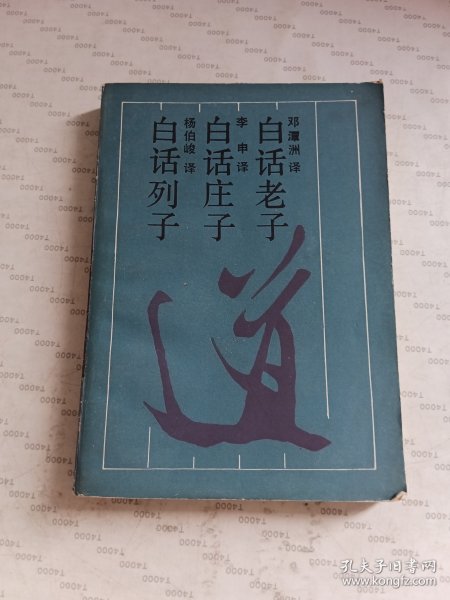 白话老子
邓潭洲 译
白话庄子
李申 译
白话列子
杨伯峻 译
道
孔夫子旧书网
www.kongfz.com